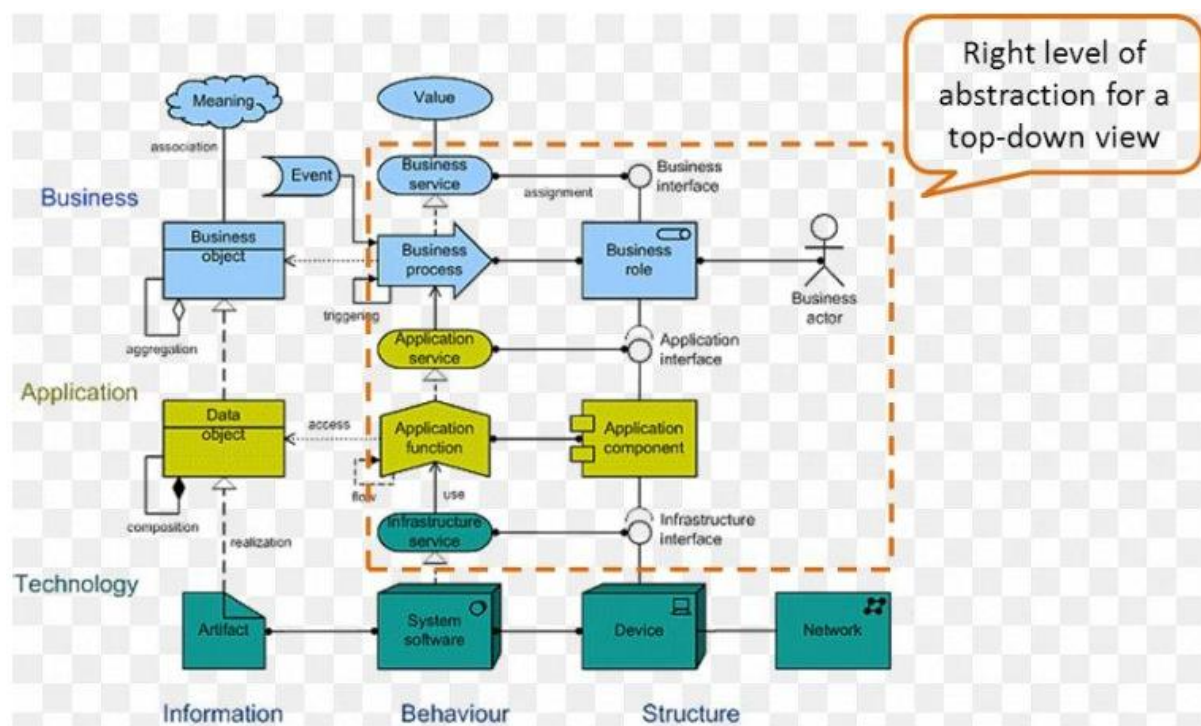 Right level of
abstraction for a
top-down view
Meaning
Value
association
Event
Business
service
assignment
Business
interface
Business
Business
object
Business
process
Business
role
Business
actor
triggering
aggregation
Application
service
Application
interface
Application
Data
object
access
Application
function
Application
component
flow
use
composition
realization
Infrastructure
service
Infrastructure
interface
Technology
Artifact
System
software
Device
Network
Information
Behaviour
Structure